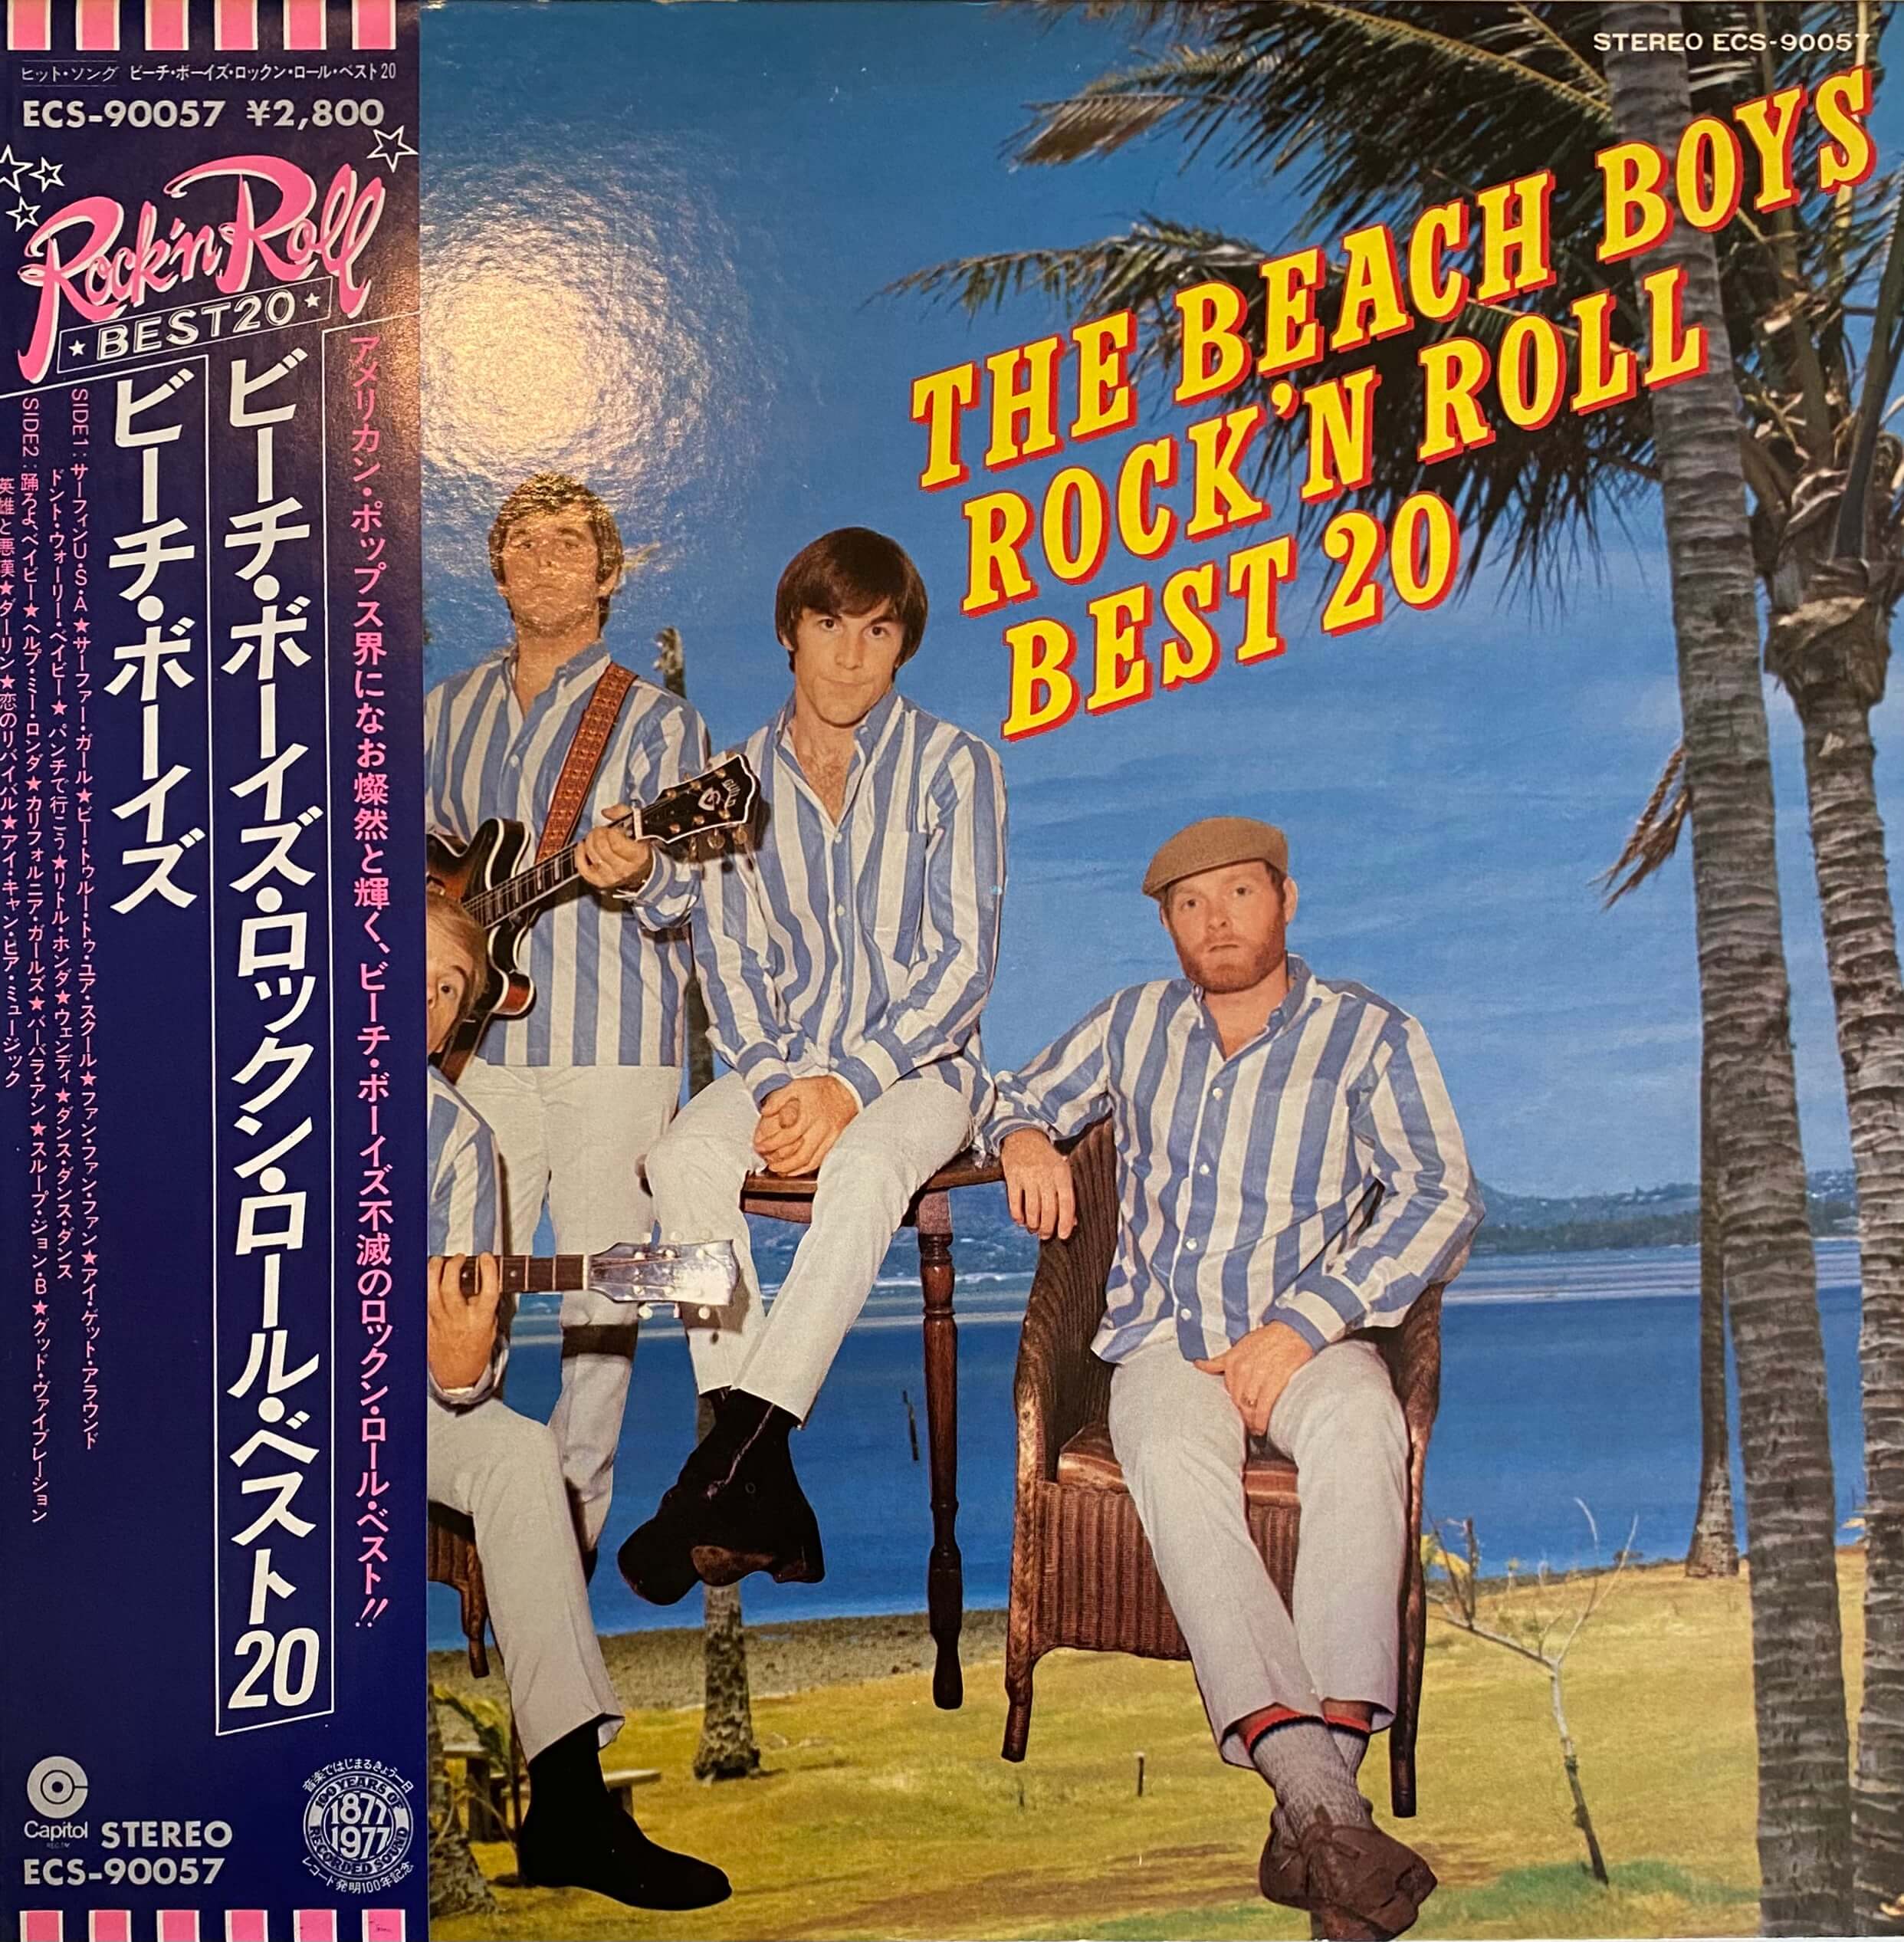 ヒット・ソング ビーチ・ボーイズ・ロックン・ロール・ベスト20
ECS-90057 ¥2,800
Rock'n Roll
★BEST20★
アメリカン・ポップス界になお燦然と輝く、ビーチ・ボーイズ不滅のロックン・ロール・ベスト!!
ビーチ・ボーイズ・ロックン・ロール・ベスト20
ビーチ・ボーイズ
SIDE1:サーフィンU・S・A★サーファー・ガール★ビー・トゥルー・トゥ・ユア・スクール★ファン・ファン・ファン★アイ・ゲット・アラウンド
ドント・ウォーリー・ベイビー★パンチで行こう★リトル・ホンダ★ウェンディ★ダンス・ダンス・ダンス
SIDE2:踊ろよ、ベイビー★ヘルプ・ミー・ロンダ★カリフォルニア・ガールズ★バーバラ・アン★スループ・ジョン・B★グッド・ヴァイブレーション
英雄と悪漢★ダーリン★恋のリバイバル★アイ・キャン・ヒア・ミュージック
Capitol
STEREO
ECS-90057
音楽ではじまるきょう一日
100 YEARS OF
1877
1977
RECORDED SOUND
レコード発明100年記念
STEREO ECS-90057
THE BEACH BOYS
ROCK'N ROLL
BEST 20
Guild